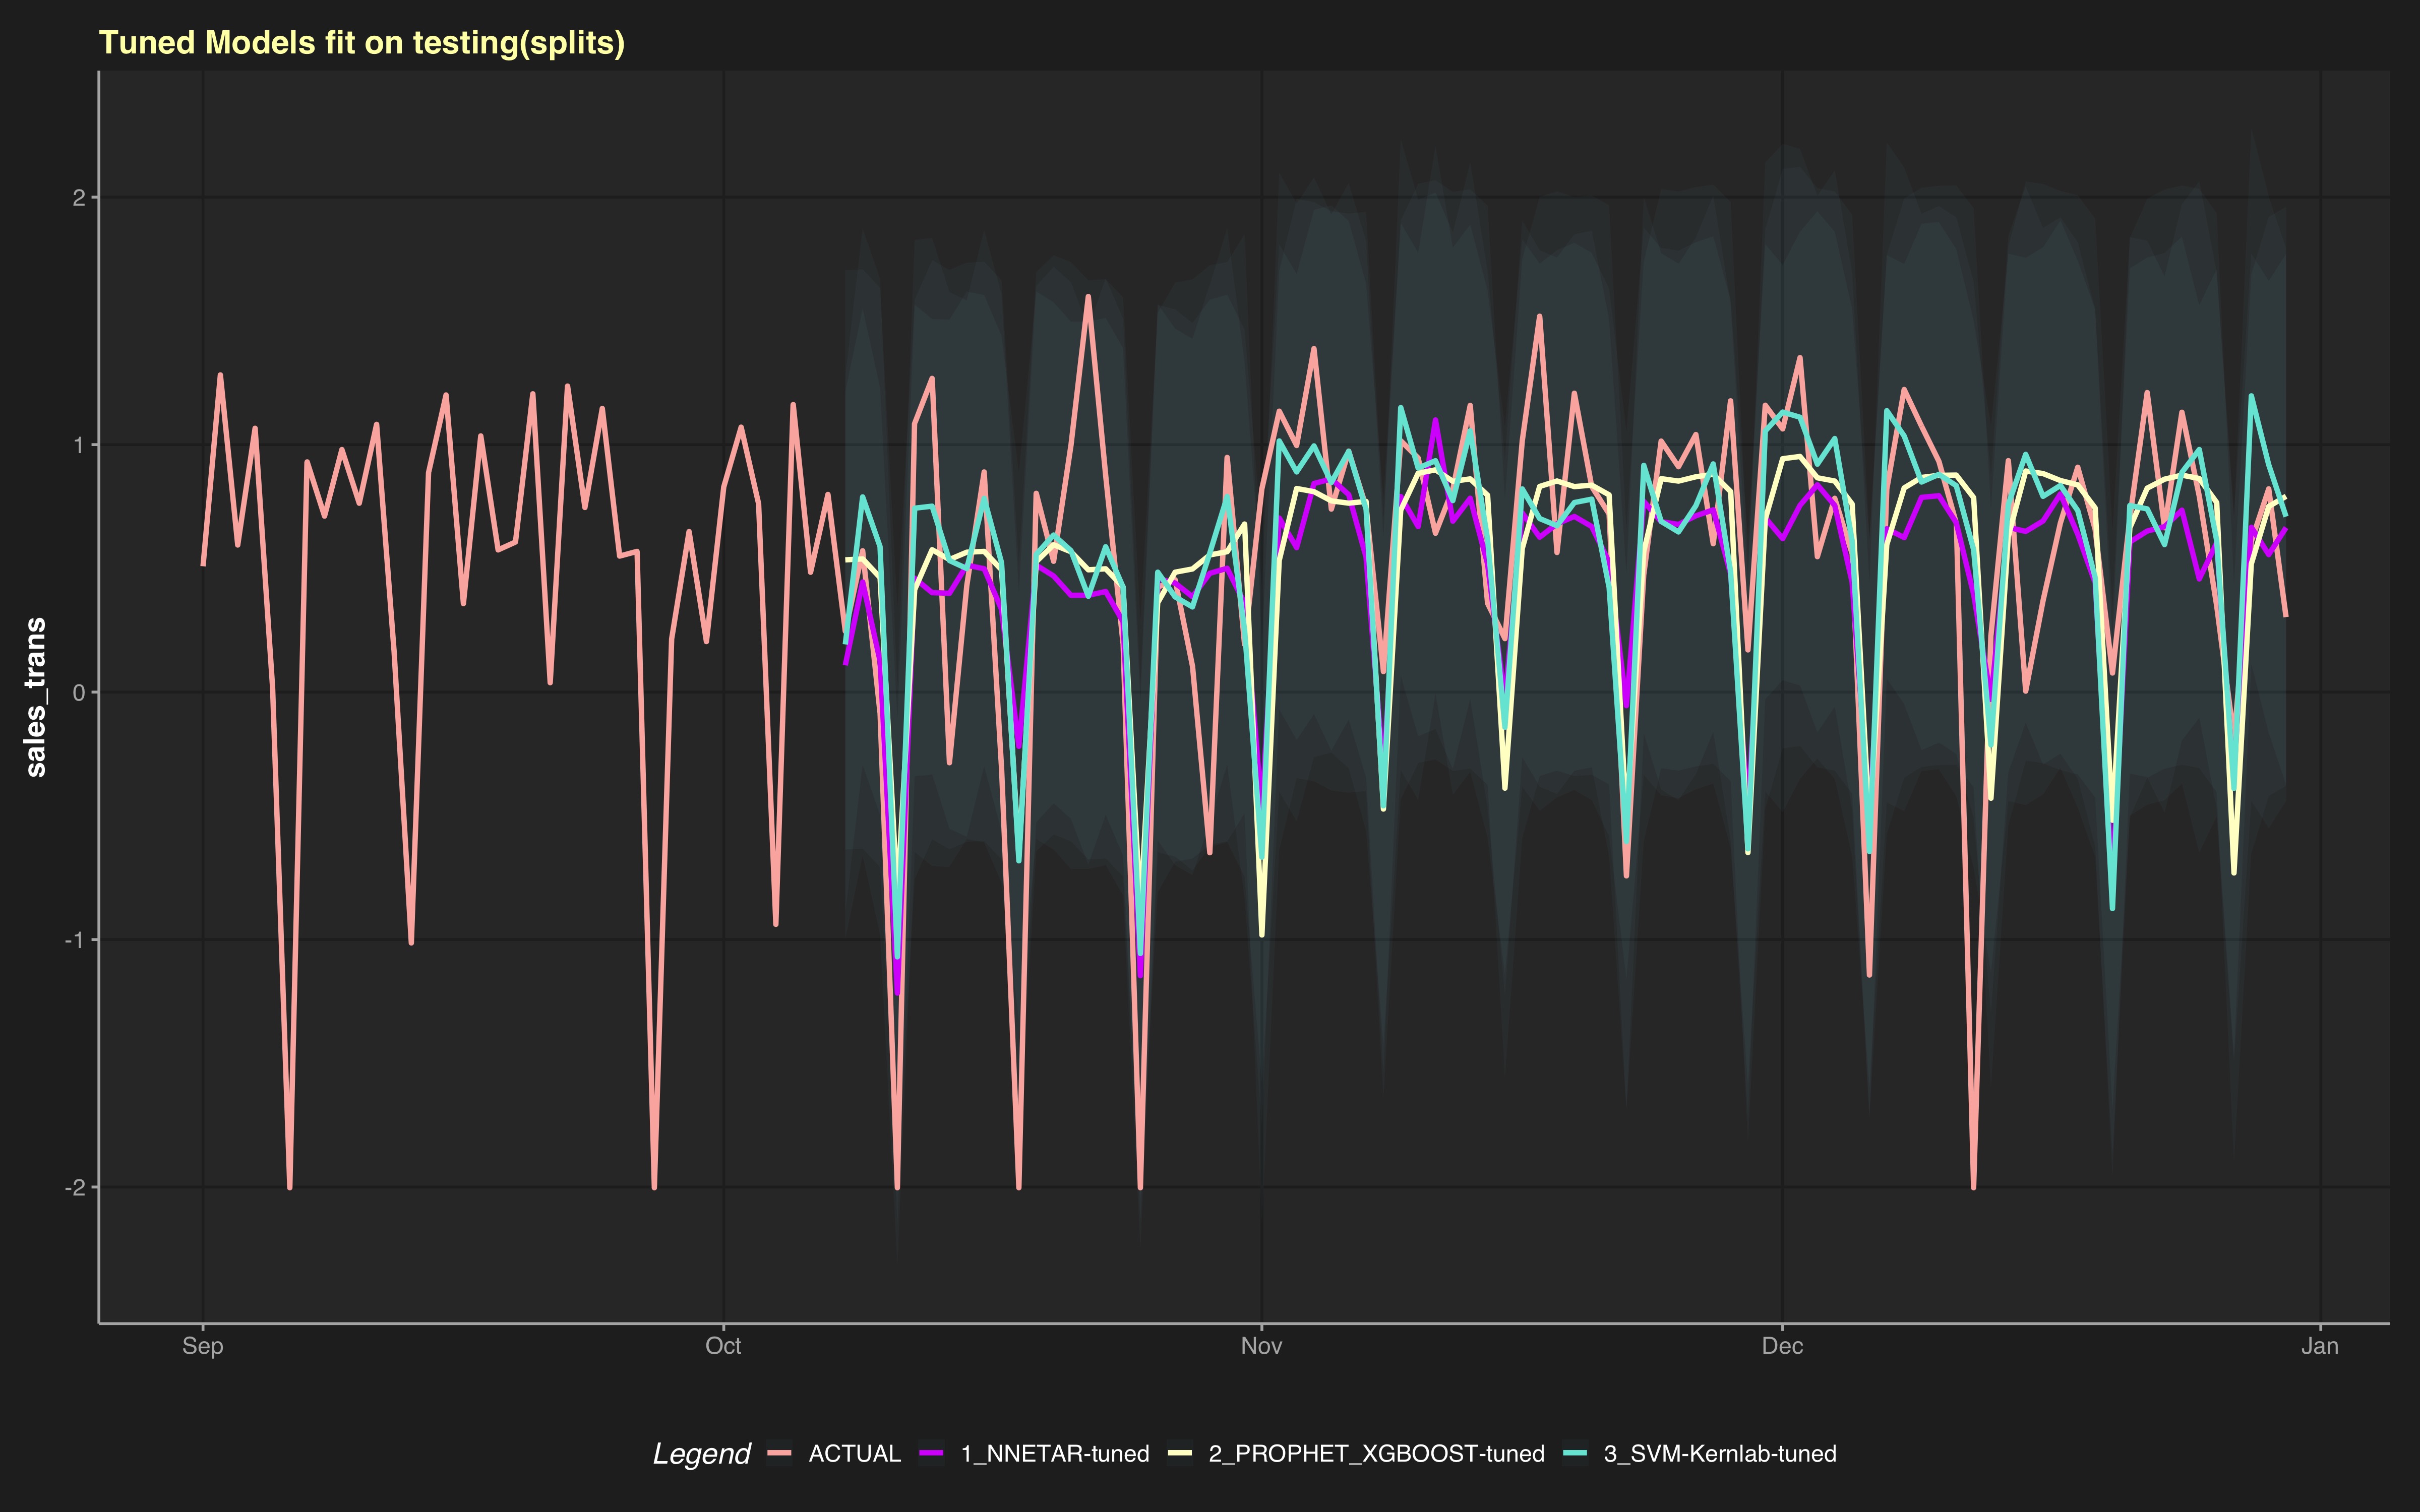 Tuned Models fit on testing(splits)
sales_trans
2
1
0
-1
-2
Sep Oct Nov Dec Jan
Legend ACTUAL 1_NNETAR-tuned 2_PROPHET_XGBOOST-tuned 3_SVM-Kernlab-tuned